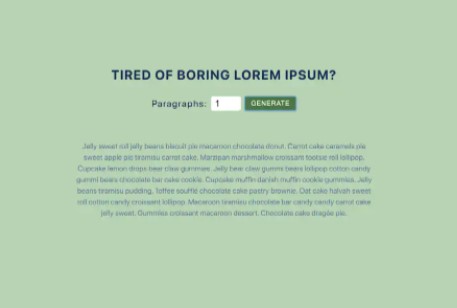 TIRED OF BORING LOREM IPSUM?
Paragraphs: 1 GENERATE
Jelly sweet roll jelly beans biscuit pie macaroon chocolate donut. Carrot cake caramels pie
sweet apple pie tiramisu carrot cake. Marzipan marshmallow croissant tootsie roll lollipop.
Cupcake lemon drops bear claw gummies. Jelly bear claw gummi bears lollipop cotton candy
gummi bears chocolate bar cake cookie. Cupcake muffin danish muffin cookie gummies. Jelly
beans tiramisu pudding. Toffee soufflé chocolate cake pastry brownie. Oat cake halvah sweet
roll cotton candy croissant lollipop. Macaroon tiramisu chocolate bar candy candy carrot cake
jelly sweet. Gummies croissant macaroon dessert. Chocolate cake dragée pie.